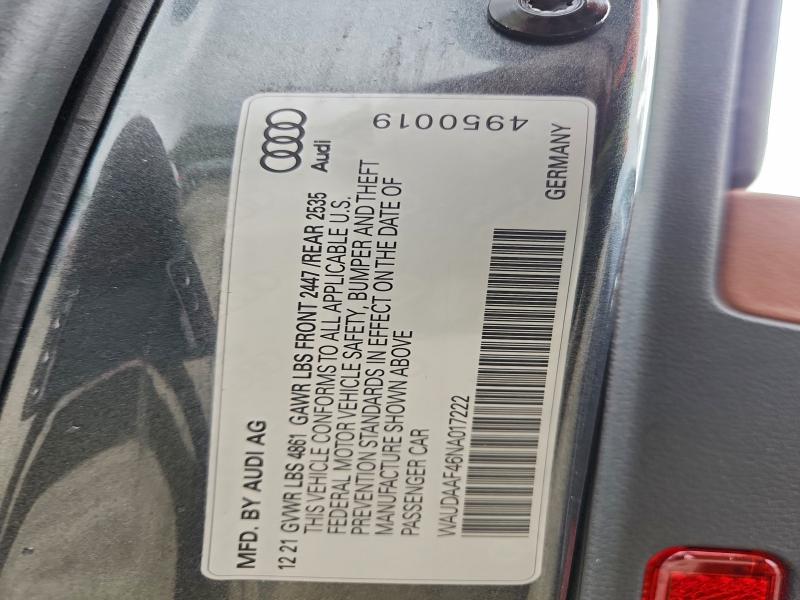 MFD. BY AUDI AG
Audi
12 21 GVWR LBS 4861 GAWR LBS FRONT 2447 /REAR 2535
THIS VEHICLE CONFORMS TO ALL APPLICABLE U.S.
FEDERAL MOTOR VEHICLE SAFETY, BUMPER AND THEFT
PREVENTION STANDARDS IN EFFECT ON THE DATE OF
MANUFACTURE SHOWN ABOVE
PASSENGER CAR
4950019
WAUDAAF46NA017222
GERMANY